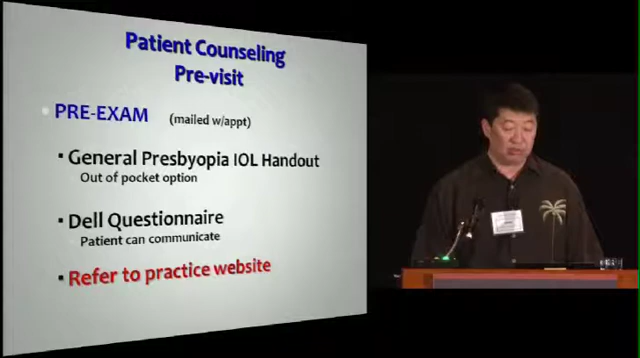 Patient Counseling
Pre-visit
PRE-EXAM (mailed w/appt)
General Presbyopia IOL Handout
Out of pocket option
Dell Questionnaire
Patient can communicate
Refer to practice website